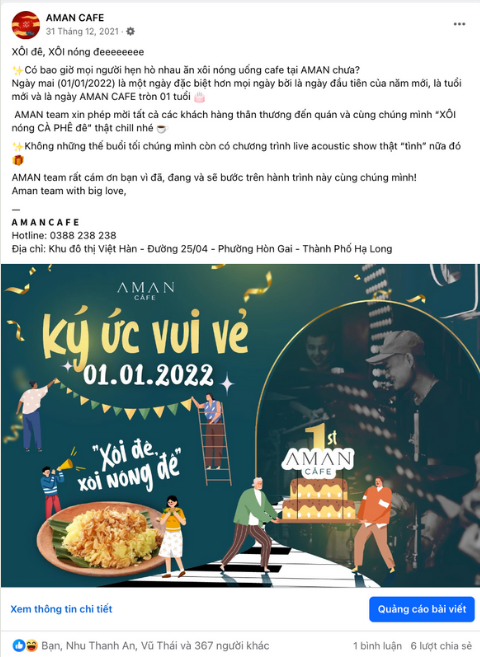 AMAN CAFE
31 Tháng 12, 2021 ·
XÔI đê, XÔI nóng đeeeeeeee
✨Có bao giờ mọi người hẹn hò nhau ăn xôi nóng uống cafe tại AMAN chưa?
Ngày mai (01/01/2022) là một ngày đặc biệt hơn mọi ngày bời là ngày đầu tiên của năm mới, là tuổi
mới và là ngày AMAN CAFE tròn 01 tuổi 🎂
AMAN team xin phép mời tất cả các khách hàng thân thương đến quán và cùng chúng mình “XÔI
nóng CÀ PHÊ đê” thật chill nhé ☕
✨Không những thế buổi tối chúng mình còn có chương trình live acoustic show thật “tình” nữa đó
🎁
AMAN team rất cám ơn bạn vì đã, đang và sẽ bước trên hành trình này cùng chúng mình!
Aman team with big love,
—
A M A N C A F E
Hotline: 0388 238 238
Địa chỉ: Khu đô thị Việt Hàn - Đường 25/04 - Phường Hòn Gai - Thành Phố Hạ Long
AMAN
CAFE
Ký ức vui vẻ
01.01.2022
"Xôi đê,
xôi nóng đê"
1st
AMAN
CAFE
Xem thông tin chi tiết
Quảng cáo bài viết
Bạn, Nhu Thanh An, Vũ Thái và 367 người khác
1 bình luận 6 lượt chia sẻ